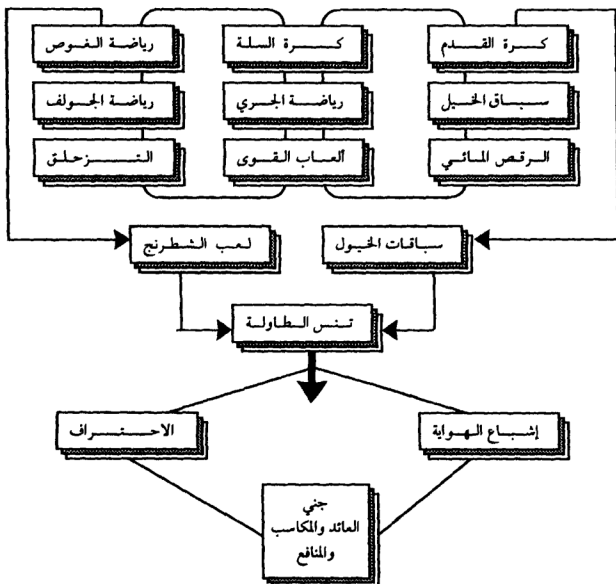 كرة القدم
كرة السلة
رياضة الغوص
سباق الخيل
رياضة الجري
رياضة الجولف
الرقص المائي
ألعاب القوى
التزحلق
سباقات الخيول
لعب الشطرنج
تنس الطاولة
إشباع الهواية
الاحتراف
جني
العائد والمكاسب
والمنافع